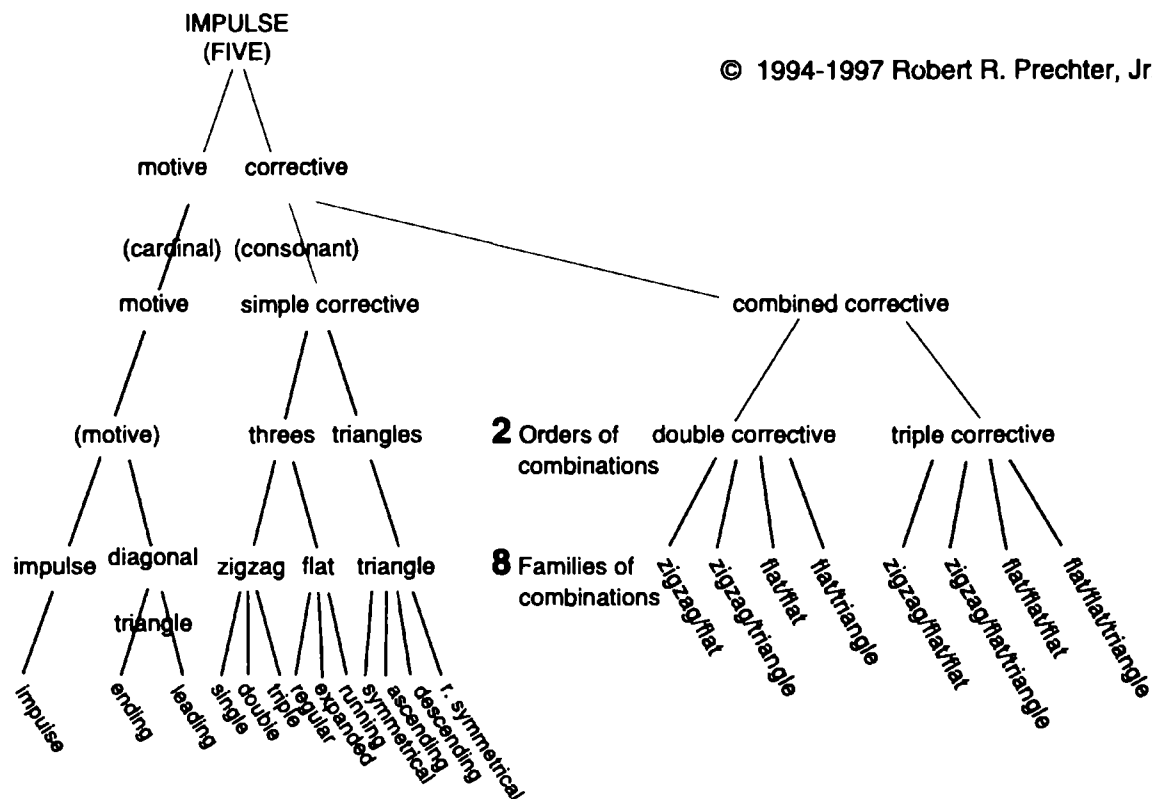 IMPULSE
(FIVE)
© 1994-1997 Robert R. Prechter, Jr
motive corrective
(cardinal) (consonant)
motive simple corrective combined corrective
(motive) threes triangles 2 Orders of combinations double corrective triple corrective
impulse diagonal triangle zigzag flat triangle 8 Families of combinations
zigzag/flat
zigzag/triangle
flat/flat
flat/triangle
zigzag/flat/flat
zigzag/flat/triangle
flat/flat/flat
flat/flat/triangle
impulse
ending
leading
single
double
triple
regular
expanded
running
symmetrical
ascending
descending
r. symmetrical